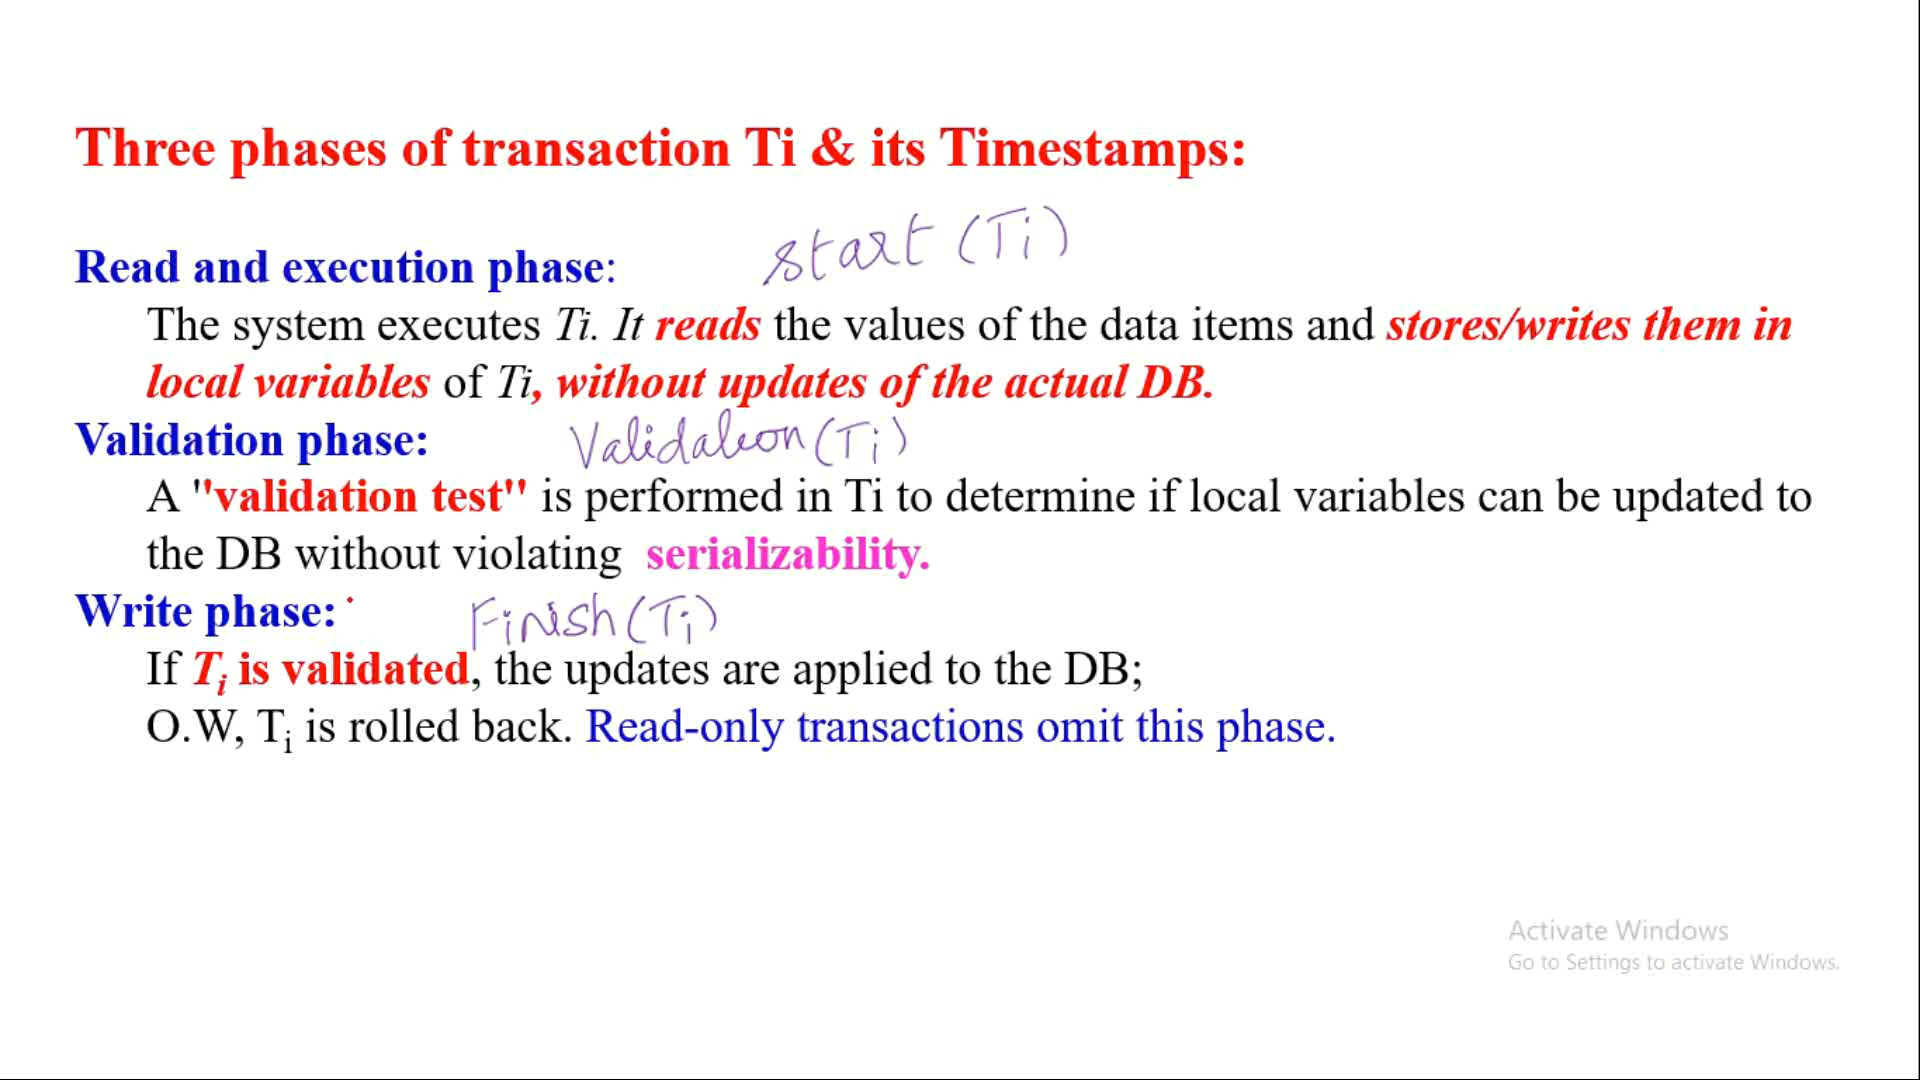 Three phases of transaction Ti & its Timestamps:
start (Ti)
Read and execution phase:
The system executes Ti. It reads the values of the data items and stores/writes them in
local variables of Ti, without updates of the actual DB.
Validation phase: Validation (Ti)
A "validation test" is performed in Ti to determine if local variables can be updated to
the DB without violating serializability.
Write phase: Finish (Ti)
If Ti is validated, the updates are applied to the DB;
O.W, Ti is rolled back. Read-only transactions omit this phase.
Activate Windows
Go to Settings to activate Windows.